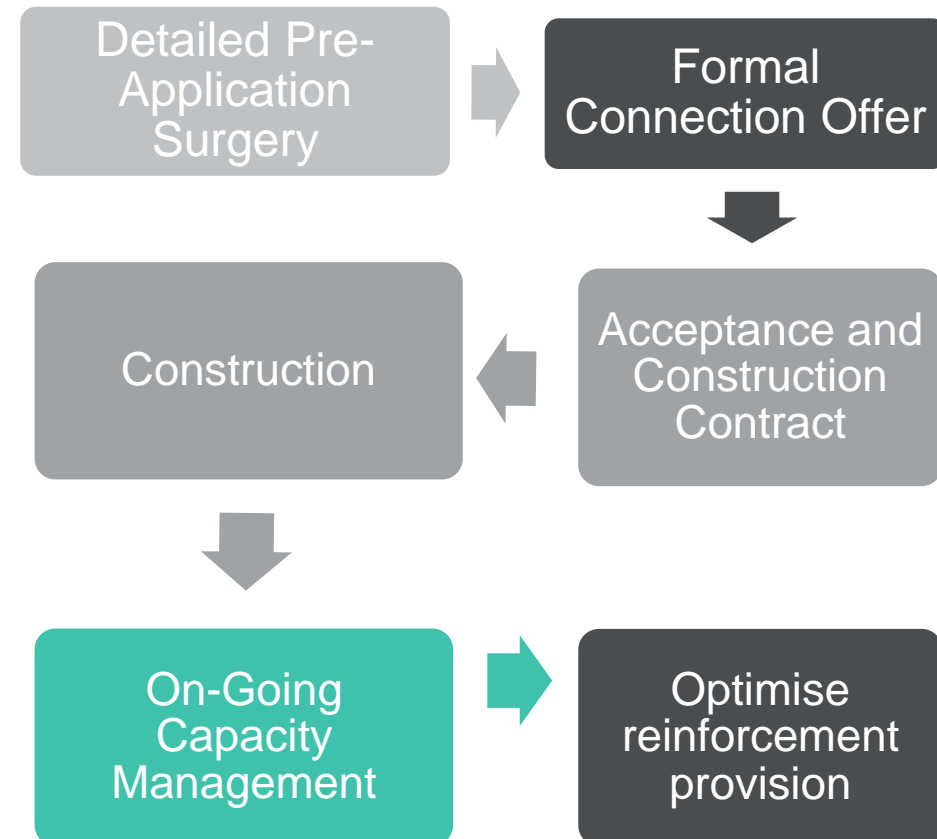 Detailed Pre-
Application
Surgery
Formal
Connection Offer
Acceptance and
Construction
Contract
Construction
On-Going
Capacity
Management
Optimise
reinforcement
provision